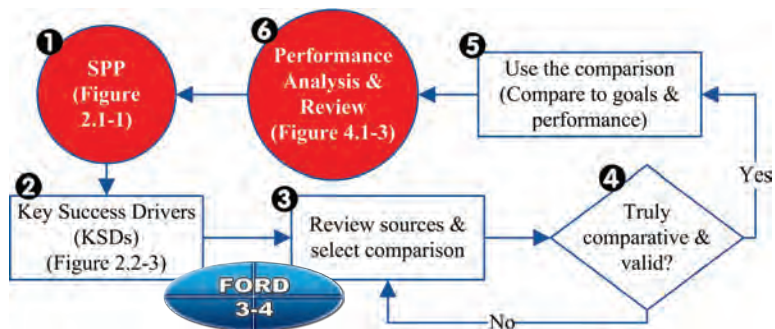 1
SPP
(Figure
2.1-1)
2
Key Success Drivers
(KSDs)
(Figure 2.2-3)
3
Review sources &
select comparison
FORD
3-4
4
Truly
comparative &
valid?
Yes
No
5
Use the comparison
(Compare to goals &
performance)
6
Performance
Analysis &
Review
(Figure 4.1-3)